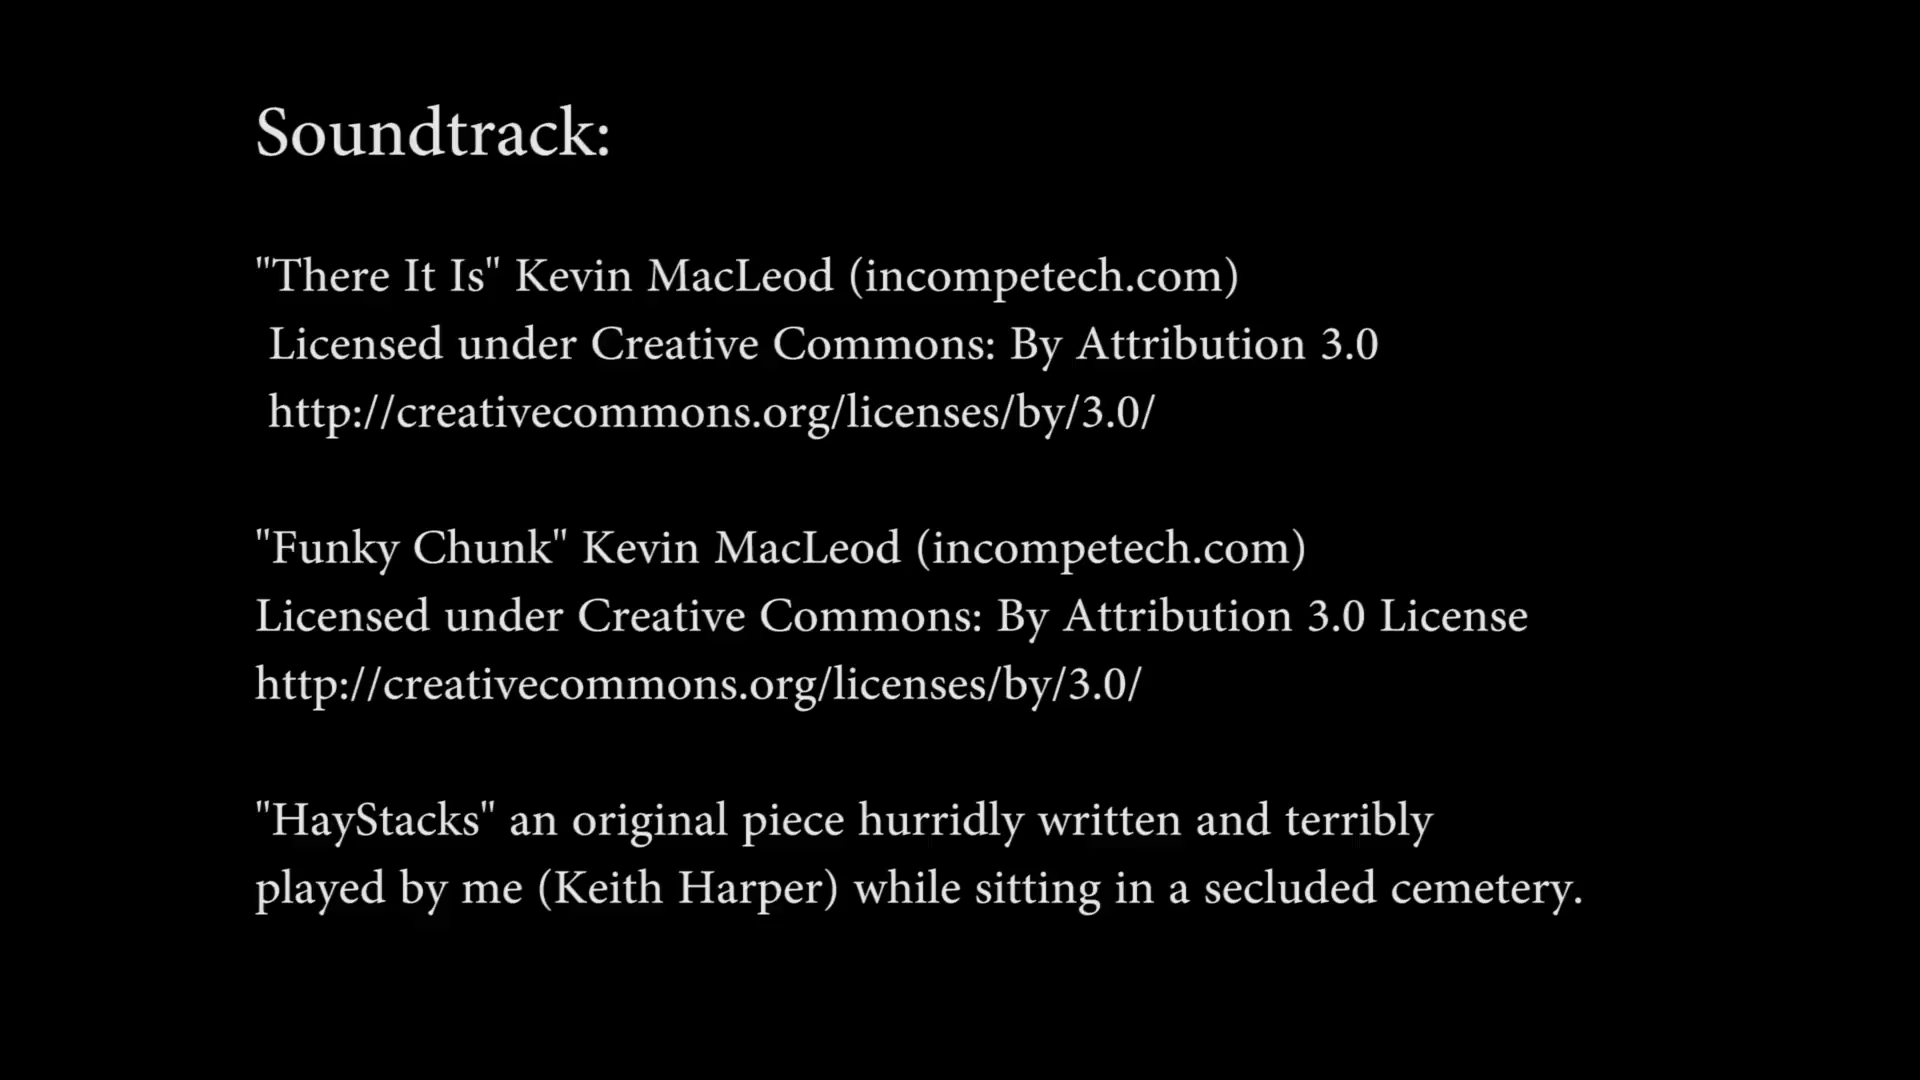 Soundtrack:
"There It Is" Kevin MacLeod (incompetech.com)
Licensed under Creative Commons: By Attribution 3.0
http://creativecommons.org/licenses/by/3.0/
"Funky Chunk" Kevin MacLeod (incompetech.com)
Licensed under Creative Commons: By Attribution 3.0 License
http://creativecommons.org/licenses/by/3.0/
"HayStacks" an original piece hurridly written and terribly
played by me (Keith Harper) while sitting in a secluded cemetery.